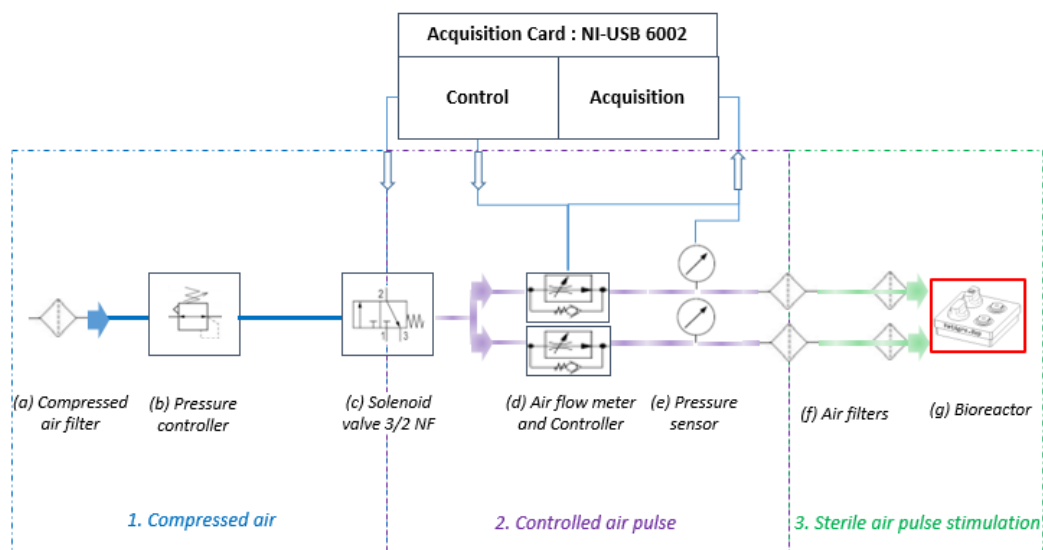 Acquisition Card : NI-USB 6002
Control
Acquisition
2
1
3
(a) Compressed
air filter
(b) Pressure
controller
(c) Solenoid
valve 3/2 NF
(d) Air flow meter
and Controller
(e) Pressure
sensor
(f) Air filters
(g) Bioreactor
1. Compressed air
2. Controlled air pulse
3. Sterile air pulse stimulation